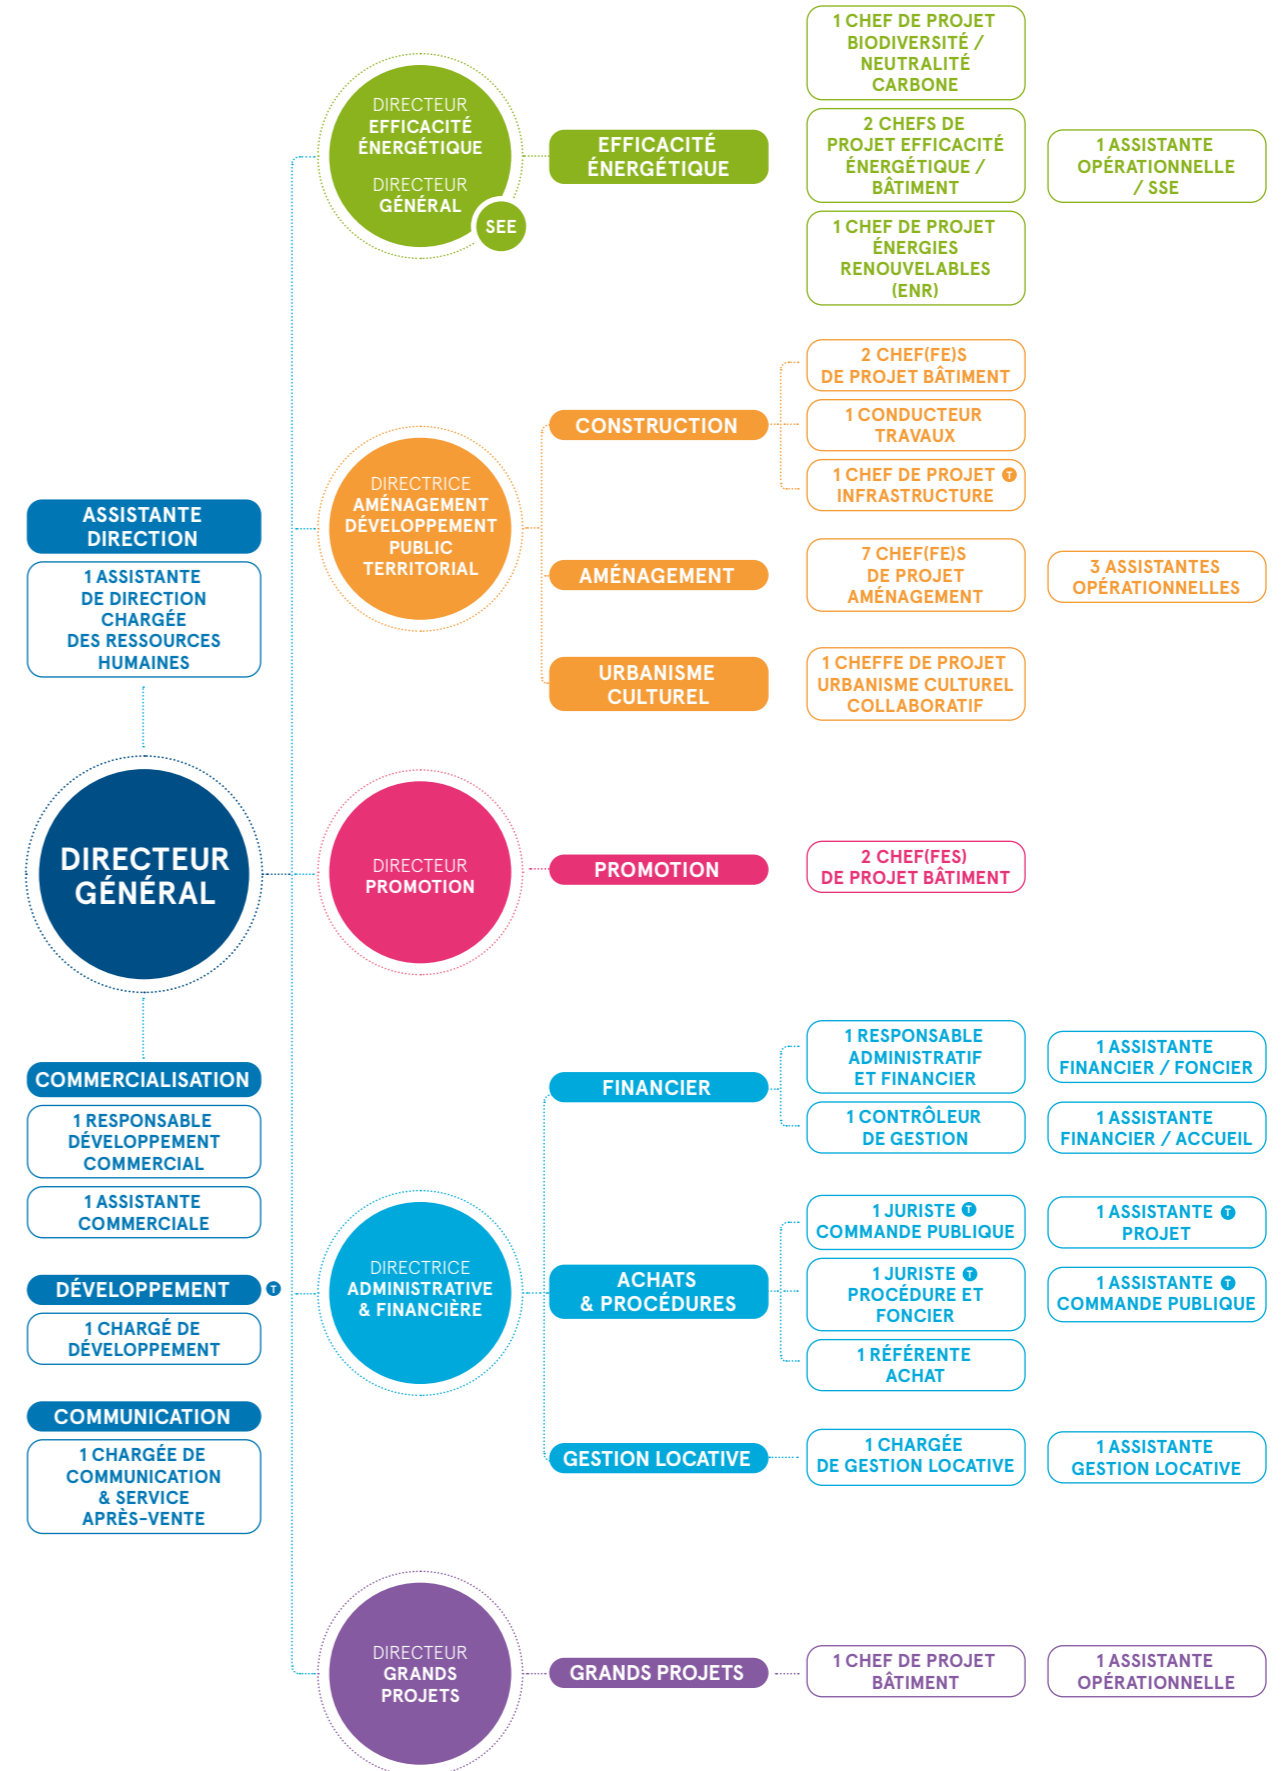 ASSISTANTE
DIRECTION
1 ASSISTANTE
DE DIRECTION
CHARGÉE
DES RESSOURCES
HUMAINES
DIRECTEUR
GÉNÉRAL
COMMERCIALISATION
1 RESPONSABLE
DÉVELOPPEMENT
COMMERCIAL
1 ASSISTANTE
COMMERCIALE
DÉVELOPPEMENT T
1 CHARGÉ DE
DÉVELOPPEMENT
COMMUNICATION
1 CHARGÉE DE
COMMUNICATION
& SERVICE
APRÈS-VENTE
DIRECTEUR
EFFICACITÉ
ÉNERGÉTIQUE
DIRECTEUR
GÉNÉRAL
SEE
EFFICACITÉ
ÉNERGÉTIQUE
1 CHEF DE PROJET
BIODIVERSITÉ /
NEUTRALITÉ
CARBONE
2 CHEFS DE
PROJET EFFICACITÉ
ÉNERGÉTIQUE /
BÂTIMENT
1 CHEF DE PROJET
ÉNERGIES
RENOUVELABLES
(ENR)
1 ASSISTANTE
OPÉRATIONNELLE
/ SSE
DIRECTRICE
AMÉNAGEMENT
DÉVELOPPEMENT
PUBLIC
TERRITORIAL
CONSTRUCTION
2 CHEF(FE)S
DE PROJET BÂTIMENT
1 CONDUCTEUR
TRAVAUX
1 CHEF DE PROJET T
INFRASTRUCTURE
AMÉNAGEMENT
7 CHEF(FE)S
DE PROJET
AMÉNAGEMENT
3 ASSISTANTES
OPÉRATIONNELLES
URBANISME
CULTUREL
1 CHEFFE DE PROJET
URBANISME CULTUREL
COLLABORATIF
DIRECTEUR
PROMOTION
PROMOTION
2 CHEF(FES)
DE PROJET BÂTIMENT
DIRECTRICE
ADMINISTRATIVE
& FINANCIÈRE
FINANCIER
1 RESPONSABLE
ADMINISTRATIF
ET FINANCIER
1 ASSISTANTE
FINANCIER / FONCIER
1 CONTRÔLEUR
DE GESTION
1 ASSISTANTE
FINANCIER / ACCUEIL
ACHATS
& PROCÉDURES
1 JURISTE T
COMMANDE PUBLIQUE
1 ASSISTANTE T
PROJET
1 JURISTE T
PROCÉDURE ET
FONCIER
1 ASSISTANTE T
COMMANDE PUBLIQUE
1 RÉFÉRENTE
ACHAT
GESTION LOCATIVE
1 CHARGÉE
DE GESTION LOCATIVE
1 ASSISTANTE
GESTION LOCATIVE
DIRECTEUR
GRANDS
PROJETS
GRANDS PROJETS
1 CHEF DE PROJET
BÂTIMENT
1 ASSISTANTE
OPÉRATIONNELLE